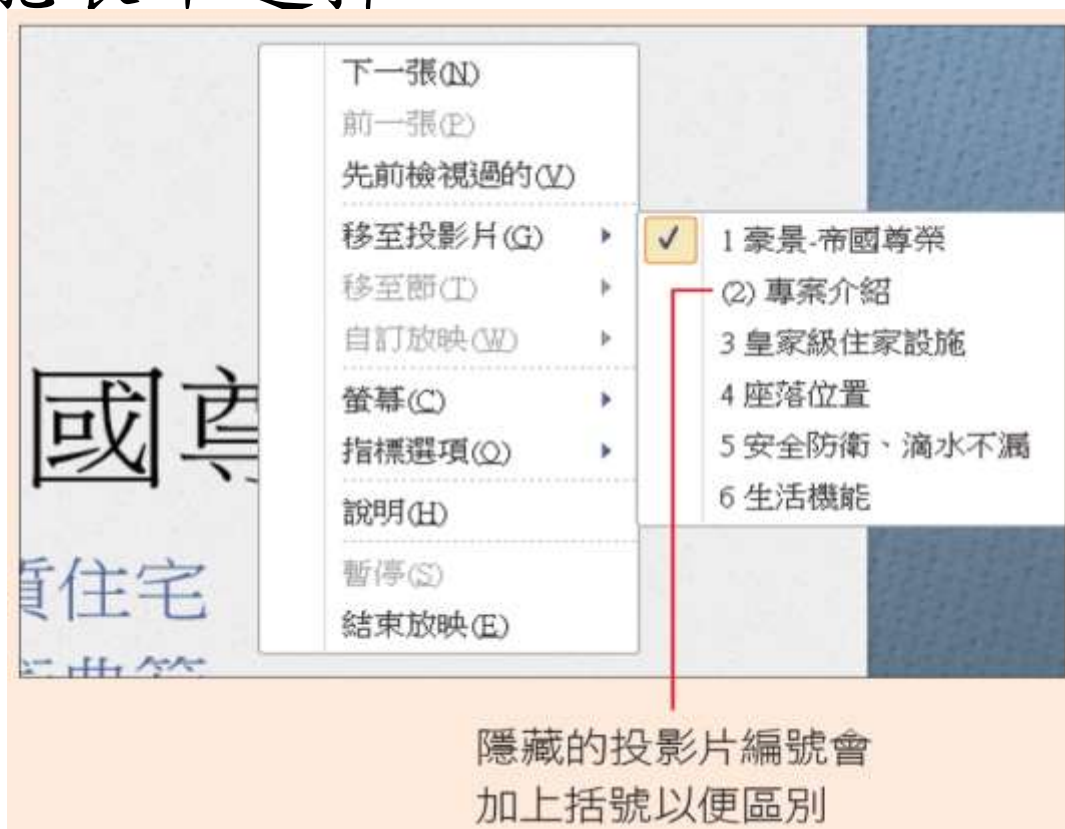 下一張(N)
前一張(P)
先前檢視過的(V)
移至投影片(G)
移至節(T)
自訂放映(W)
螢幕(C)
指標選項(O)
說明(H)
暫停(S)
結束放映(E)
1 豪景-帝國尊榮
(2) 專案介紹
3 皇家級住家設施
4 座落位置
5 安全防衛、滴水不漏
6 生活機能
國尊
質住宅
隱藏的投影片編號會
加上括號以便區別